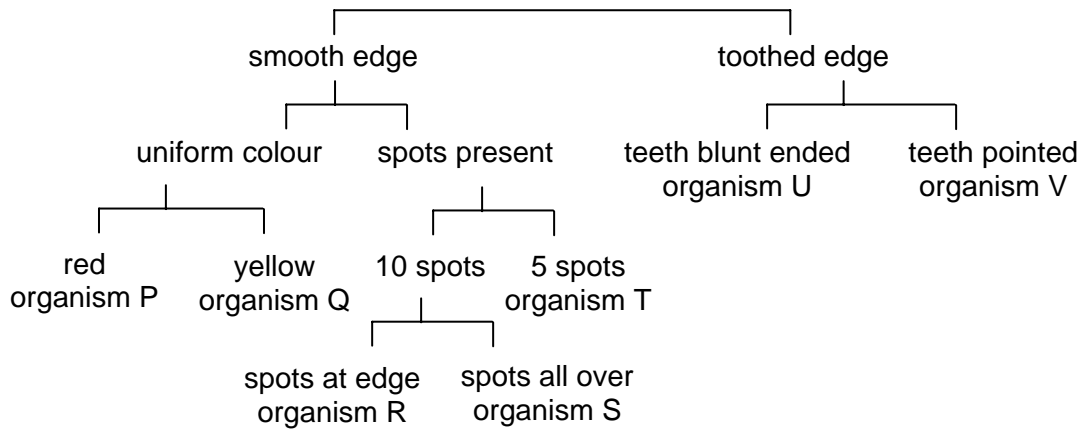 smooth edge
toothed edge
uniform colour
spots present
teeth blunt ended
organism U
teeth pointed
organism V
red
organism P
yellow
organism Q
10 spots
5 spots
organism T
spots at edge
organism R
spots all over
organism S